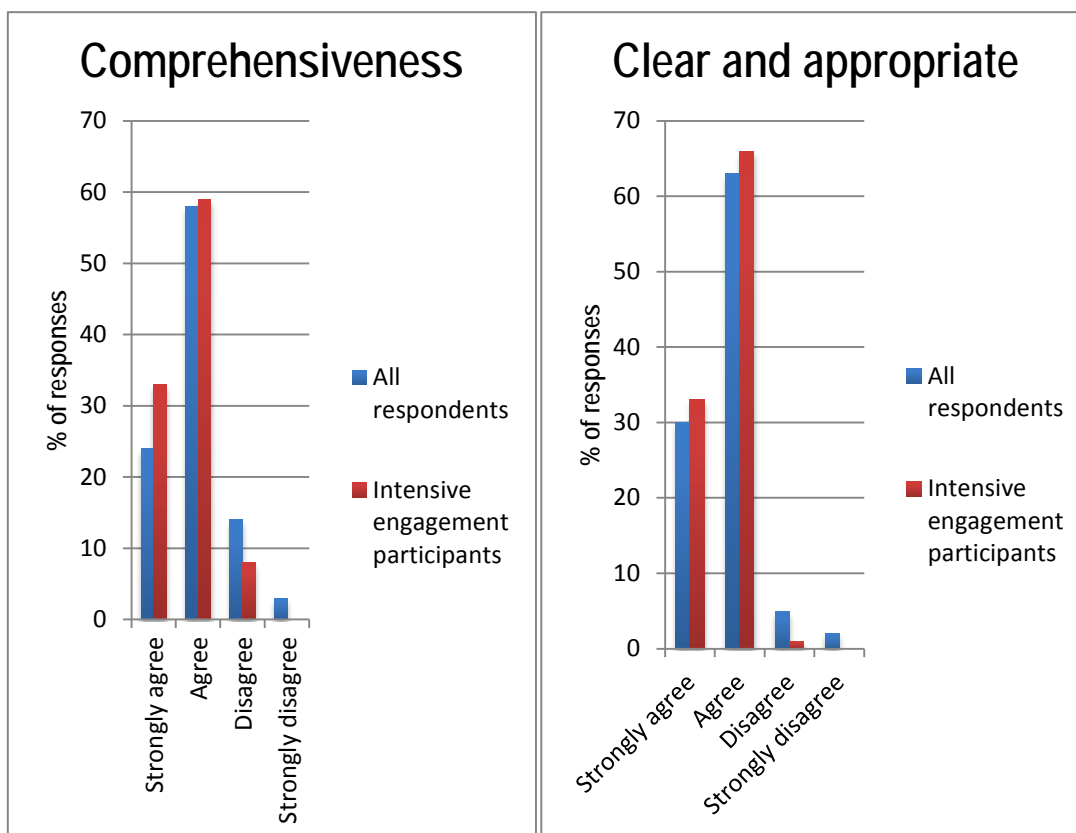 Comprehensiveness
70
60
50
40
30
20
10
0
% of responses
Strongly agree
Agree
Disagree
Strongly disagree
All
respondents
Intensive
engagement
participants
Clear and appropriate
70
60
50
40
30
20
10
0
% of responses
Strongly agree
Agree
Disagree
Strongly disagree
All
respondents
Intensive
engagement
participants